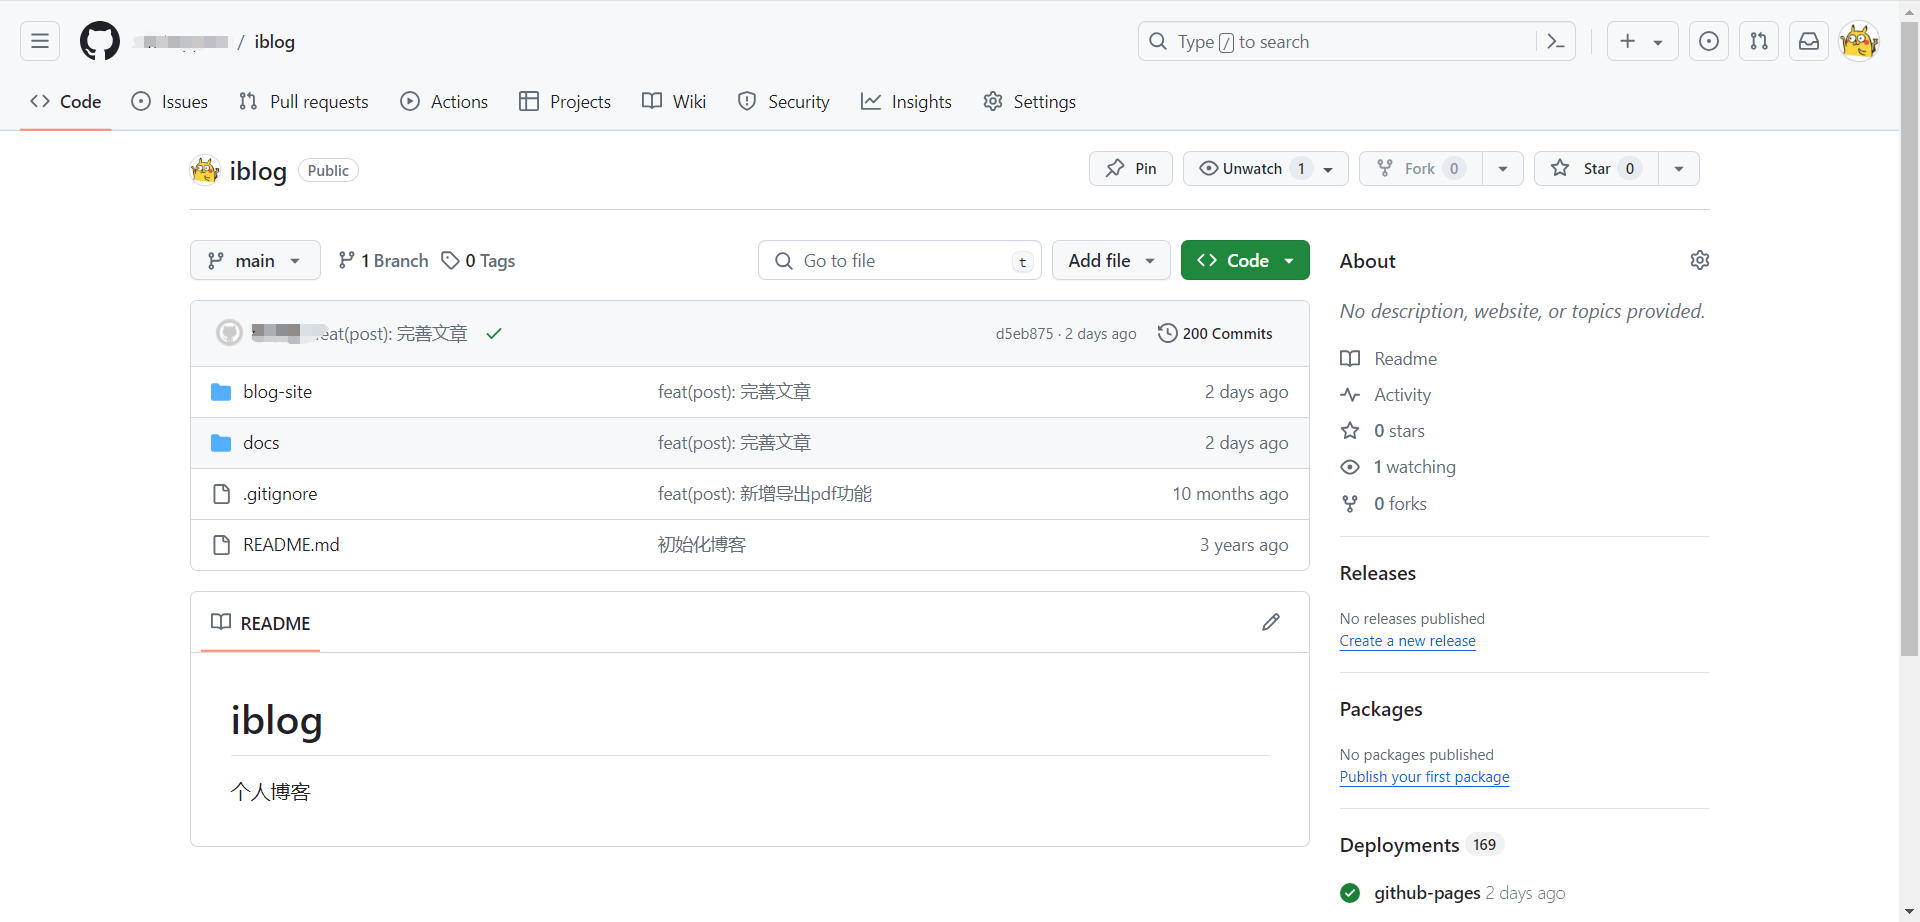 / iblog
Type / to search
Code Issues Pull requests Actions Projects Wiki Security Insights Settings
iblog Public
Pin Unwatch 1 Fork 0 Star 0
main 1 Branch 0 Tags
Go to file t
Add file Code
eat(post): 完善文章
d5eb875 · 2 days ago 200 Commits
blog-site feat(post): 完善文章 2 days ago
docs feat(post): 完善文章 2 days ago
.gitignore feat(post): 新增导出pdf功能 10 months ago
README.md 初始化博客 3 years ago
README
iblog
个人博客
About
No description, website, or topics provided.
Readme
Activity
0 stars
1 watching
0 forks
Releases
No releases published
Create a new release
Packages
No packages published
Publish your first package
Deployments 169
github-pages 2 days ago